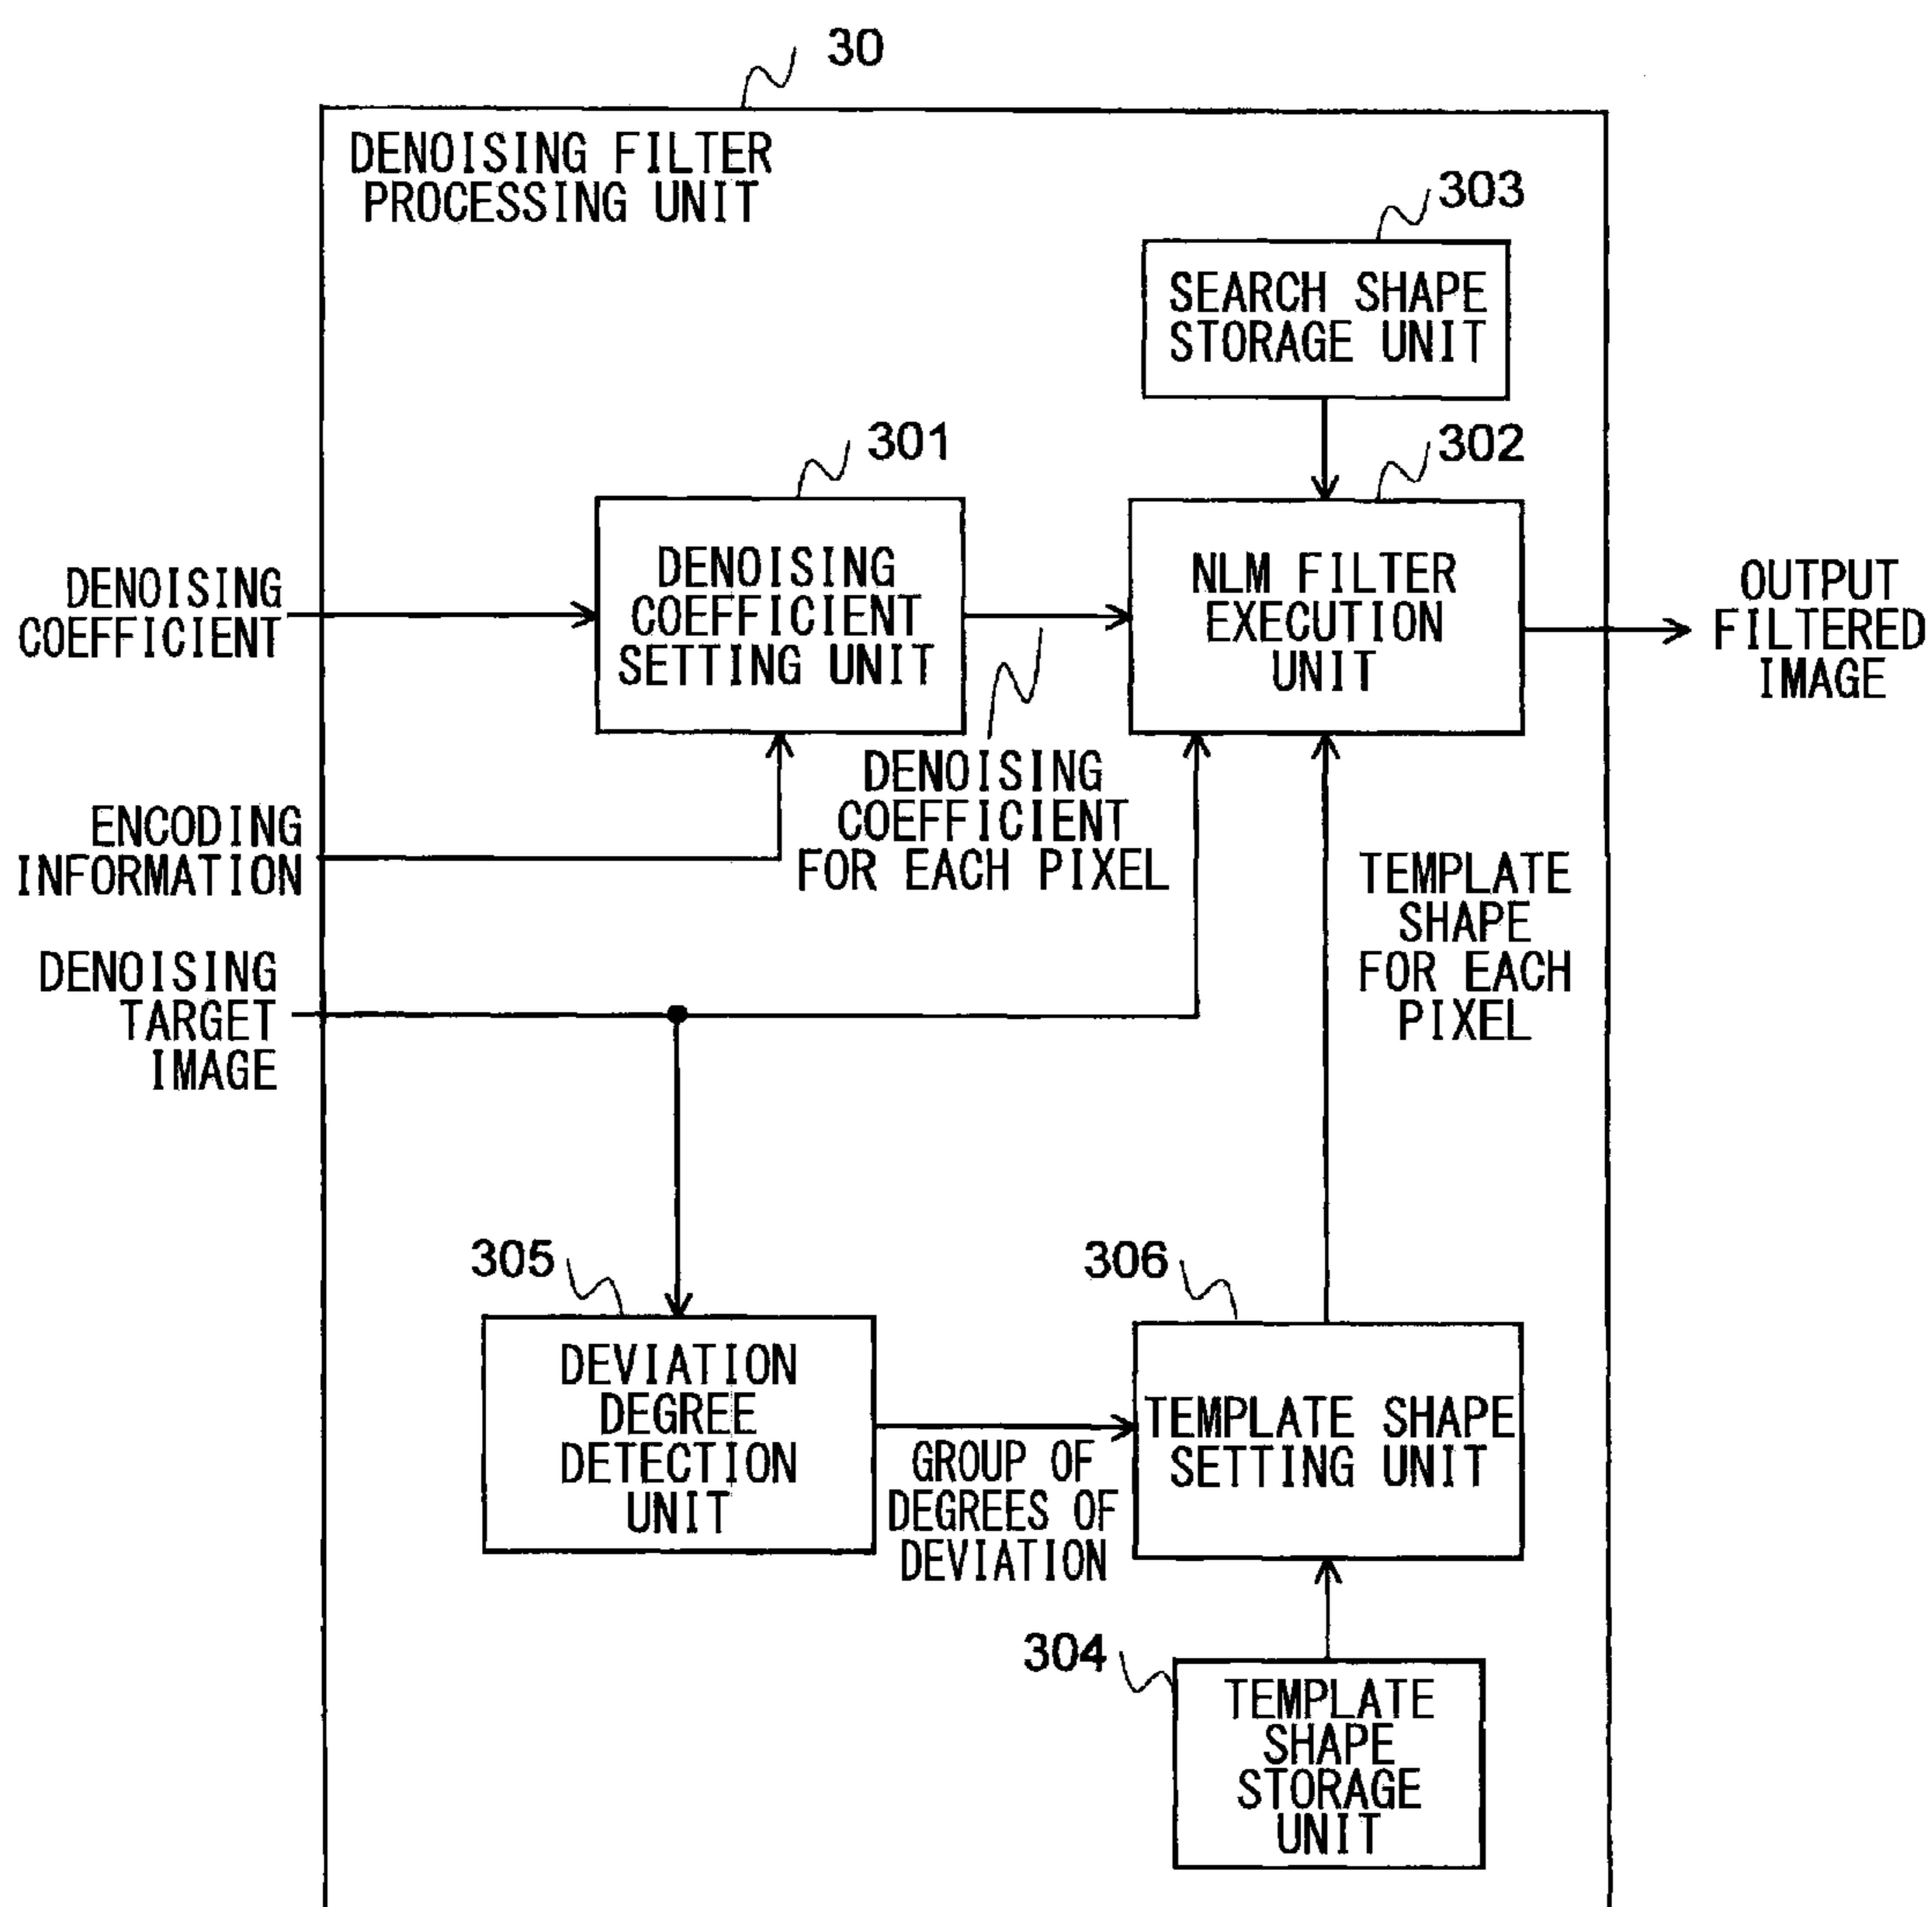 30
DENOISING FILTER
PROCESSING UNIT
303
SEARCH SHAPE
STORAGE UNIT
301
302
DENOISING
COEFFICIENT
DENOISING
COEFFICIENT
SETTING UNIT
NLM FILTER
EXECUTION
UNIT
OUTPUT
FILTERED
IMAGE
DENOISING
COEFFICIENT
FOR EACH PIXEL
ENCODING
INFORMATION
TEMPLATE
SHAPE
FOR EACH
PIXEL
DENOISING
TARGET
IMAGE
305
306
DEVIATION
DEGREE
DETECTION
UNIT
GROUP OF
DEGREES OF
DEVIATION
TEMPLATE SHAPE
SETTING UNIT
304
TEMPLATE
SHAPE
STORAGE
UNIT